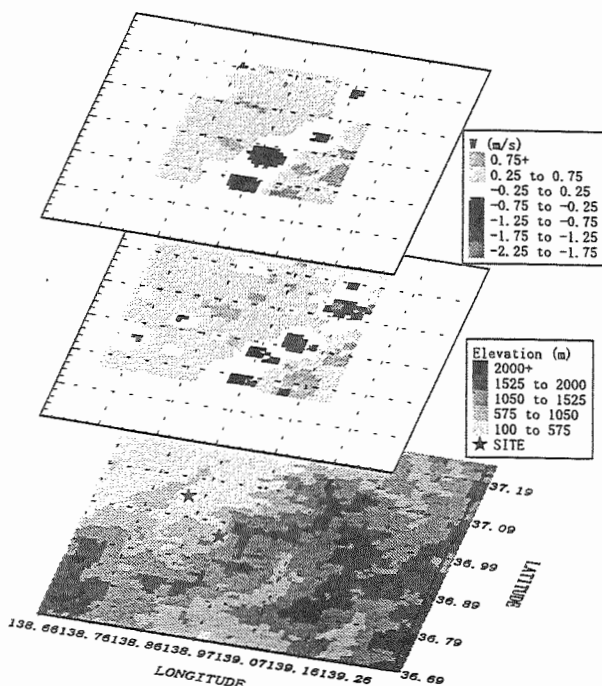 W (m/s)
0.75+
0.25 to 0.75
-0.25 to 0.25
-0.75 to -0.25
-1.25 to -0.75
-1.75 to -1.25
-2.25 to -1.75
Elevation (m)
2000+
1525 to 2000
1050 to 1525
575 to 1050
100 to 575
SITE
37.19
37.09
36.99
36.89
36.79
36.69
LATITUDE
138.66138.76138.86138.97139.07139.16139.26
LONGITUDE